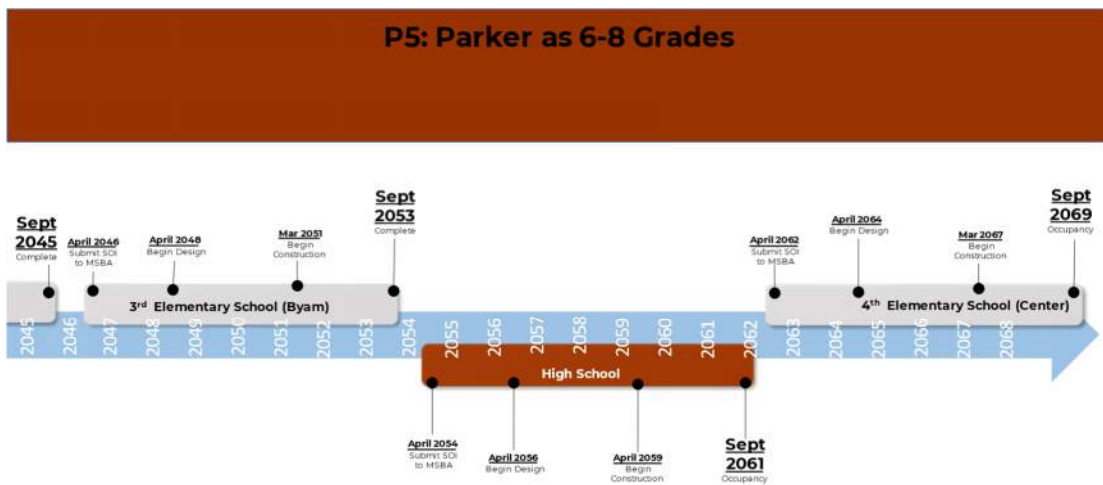 P5: Parker as 6-8 Grades
Sept
2045
Complete
April 2046
Submit SOI
to MSBA
April 2048
Begin Design
Mar 2051
Begin
Construction
Sept
2053
Complete
April 2062
Submit SOI
to MSBA
April 2064
Begin Design
Mar 2067
Begin
Construction
Sept
2069
Occupancy
3rd Elementary School (Byam)
4th Elementary School (Center)
2045
2046
2047
2048
2049
2050
2051
2052
2053
2054
2055
2056
2057
2058
2059
2060
2061
2062
2063
2064
2065
2066
2067
2068
High School
April 2054
Submit SOI
to MSBA
April 2056
Begin Design
April 2059
Begin
Construction
Sept
2061
Occupancy